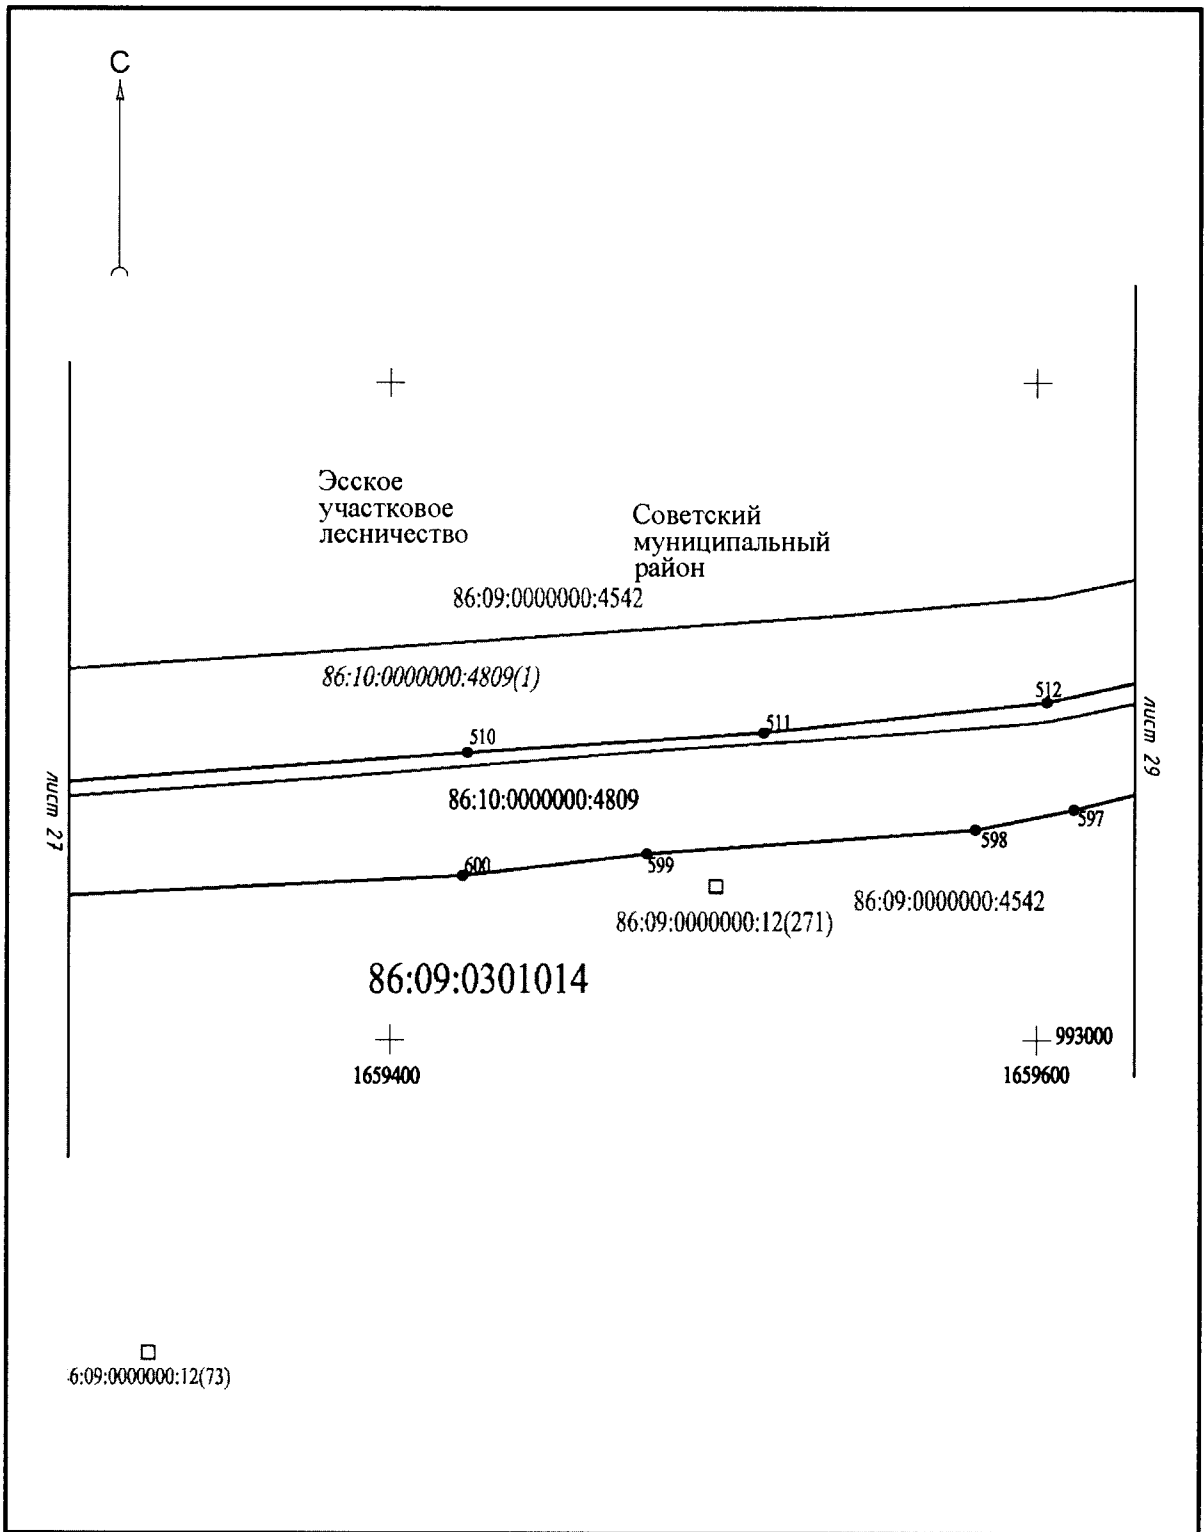 С
Эсское
участковое
лесничество
Советский
муниципальный
район
86:09:0000000:4542
86:10:0000000:4809(1)
512
511
510
лист 29
лист 27
86:10:0000000:4809
597
598
599
600
86:09:0000000:4542
86:09:0000000:12(271)
86:09:0301014
993000
1659400
1659600
6:09:0000000:12(73)